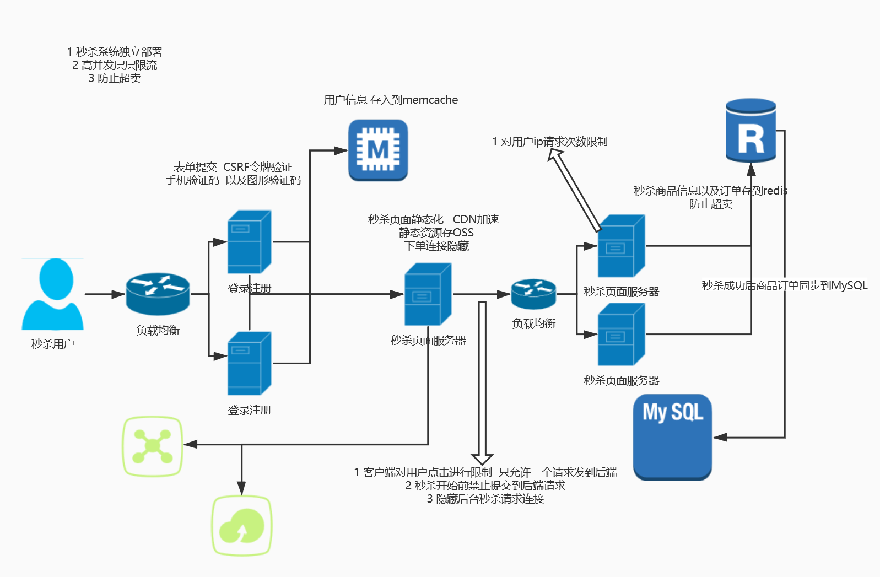 1 秒杀系统独立部署
2 高并发只只限流
3 防止超卖
用户信息 存入到memcache
M
表单提交 CSRF令牌验证
手机验证码 以及图形验证码
秒杀页面静态化 CDN加速
静态资源存OSS
下单连接隐藏
1 对用户ip请求次数限制
R
秒杀商品信息以及订单存到redis
防止超卖
登录注册
秒杀页面服务器
秒杀成功后商品订单同步到MySQL
秒杀用户
负载均衡
秒杀页面服务器
负载均衡
秒杀页面服务器
登录注册
My SQL
1 客户端对用户点击进行限制 只允许 个请求发到后端
2 秒杀开始前禁止提交到后端请求
3 隐藏后台秒杀请求连接